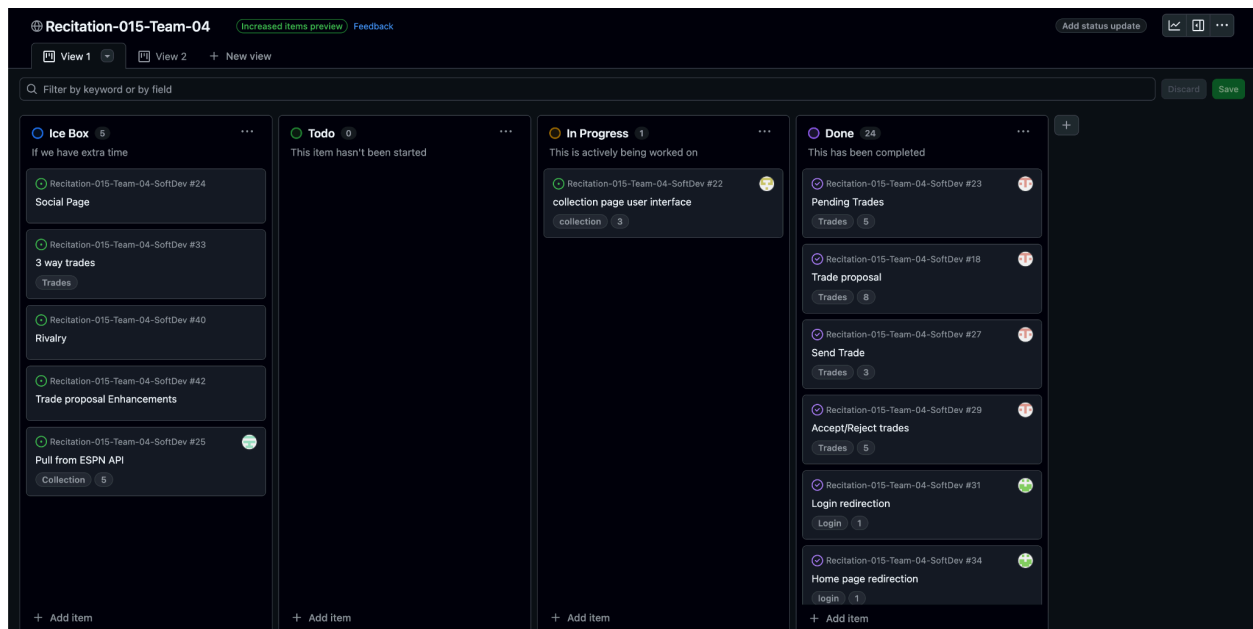 Recitation-015-Team-04
Increased items preview
Feedback
Add status update
View 1
View 2
+ New view
Filter by keyword or by field
Discard
Save
Ice Box 5
If we have extra time
Recitation-015-Team-04-SoftDev #24
Social Page
Recitation-015-Team-04-SoftDev #33
3 way trades
Trades
Recitation-015-Team-04-SoftDev #40
Rivalry
Recitation-015-Team-04-SoftDev #42
Trade proposal Enhancements
Recitation-015-Team-04-SoftDev #25
Pull from ESPN API
Collection 5
+ Add item
Todo 0
This item hasn't been started
+ Add item
In Progress 1
This is actively being worked on
Recitation-015-Team-04-SoftDev #22
collection page user interface
collection 3
+ Add item
Done 24
This has been completed
Recitation-015-Team-04-SoftDev #23
Pending Trades
Trades 5
Recitation-015-Team-04-SoftDev #18
Trade proposal
Trades 8
Recitation-015-Team-04-SoftDev #27
Send Trade
Trades 3
Recitation-015-Team-04-SoftDev #29
Accept/Reject trades
Trades 5
Recitation-015-Team-04-SoftDev #31
Login redirection
Login 1
Recitation-015-Team-04-SoftDev #34
Home page redirection
login 1
+ Add item